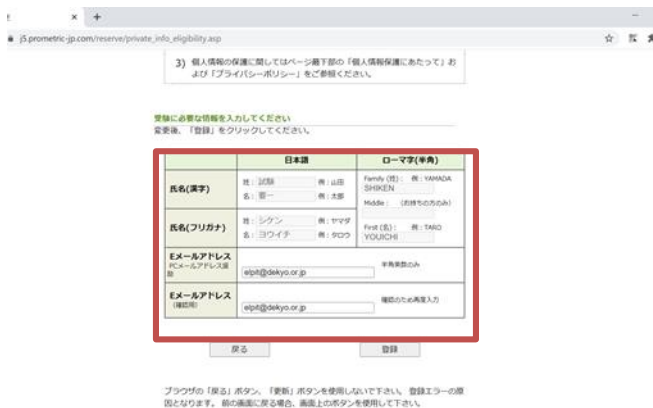 j5.prometric-jp.com/reserve/private_info_eligibility.asp
3) 個人情報の保護に関してはページ最下部の「個人情報保護にあたって」お
よび「プライバシーポリシー」をご参照ください。
受験に必要な情報を入力してください
変更後、「登録」をクリックしてください。
日本語 ローマ字(半角)
氏名(漢字) 姓: 試験 例:山田 Family (姓): 例:YAMADA
SHIKEN
名: 要一 例:太郎 Middle: (お持ちの方のみ)
氏名(フリガナ) 姓: シケン 例:ヤマダ
名: ヨウイチ 例:タロウ First (名): 例:TARO
YOUICHI
Eメールアドレス
PCメールアドレス推
elpit@dekyo.or.jp 半角英数のみ
Eメールアドレス
(確認用)
elpit@dekyo.or.jp 確認のため再度入力
戻る 登録
ブラウザの「戻る」ボタン、「更新」ボタンを使用しないで下さい。 登録エラーの原
因となります。 前の画面に戻る場合、画面上のボタンを使用して下さい。